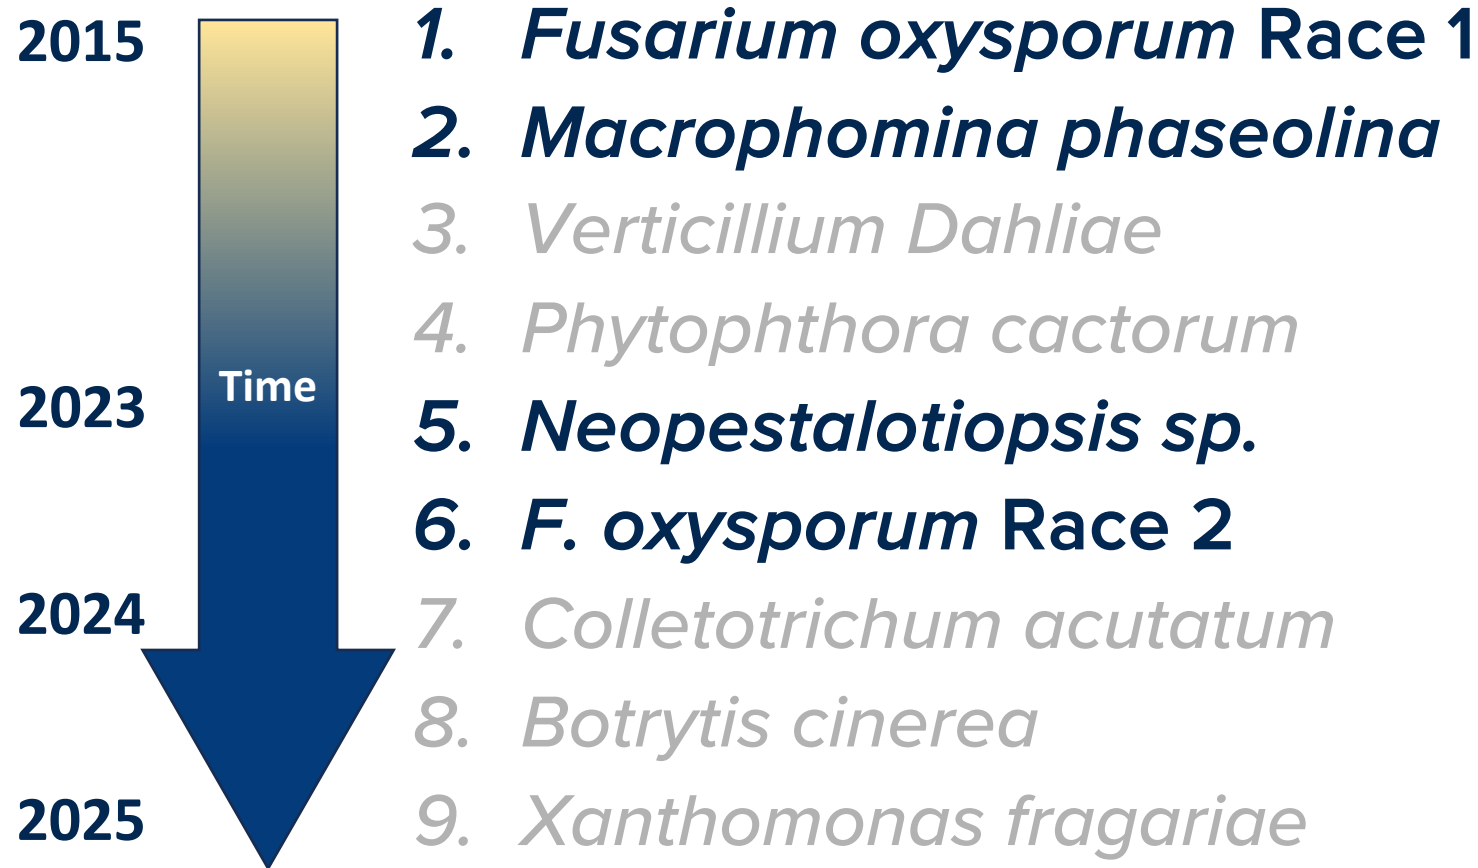 2015
1. Fusarium oxysporum Race 1
2. Macrophomina phaseolina
3. Verticillium Dahliae
4. Phytophthora cactorum
Time
2023
5. Neopestalotiopsis sp.
6. F. oxysporum Race 2
2024
7. Colletotrichum acutatum
8. Botrytis cinerea
2025
9. Xanthomonas fragariae